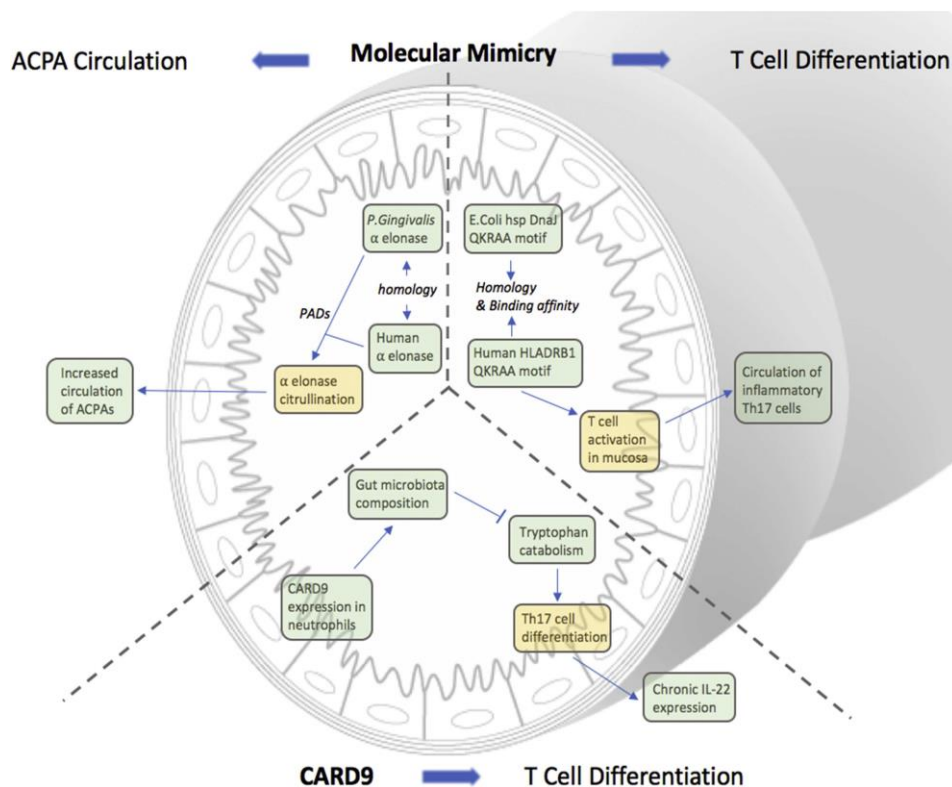 ACPA Circulation
Molecular Mimicry
T Cell Differentiation
P.Gingivalis
α elonase
homology
PADs
Human
α elonase
α elonase
citrullination
Increased
circulation
of ACPAs
E.Coli hsp DnaJ
QKRAA motif
Homology
& Binding affinity
Human HLADRB1
QKRAA motif
T cell
activation
in mucosa
Circulation of
inflammatory
Th17 cells
Gut microbiota
composition
CARD9
expression in
neutrophils
Tryptophan
catabolism
Th17 cell
differentiation
Chronic IL-22
expression
CARD9
T Cell Differentiation